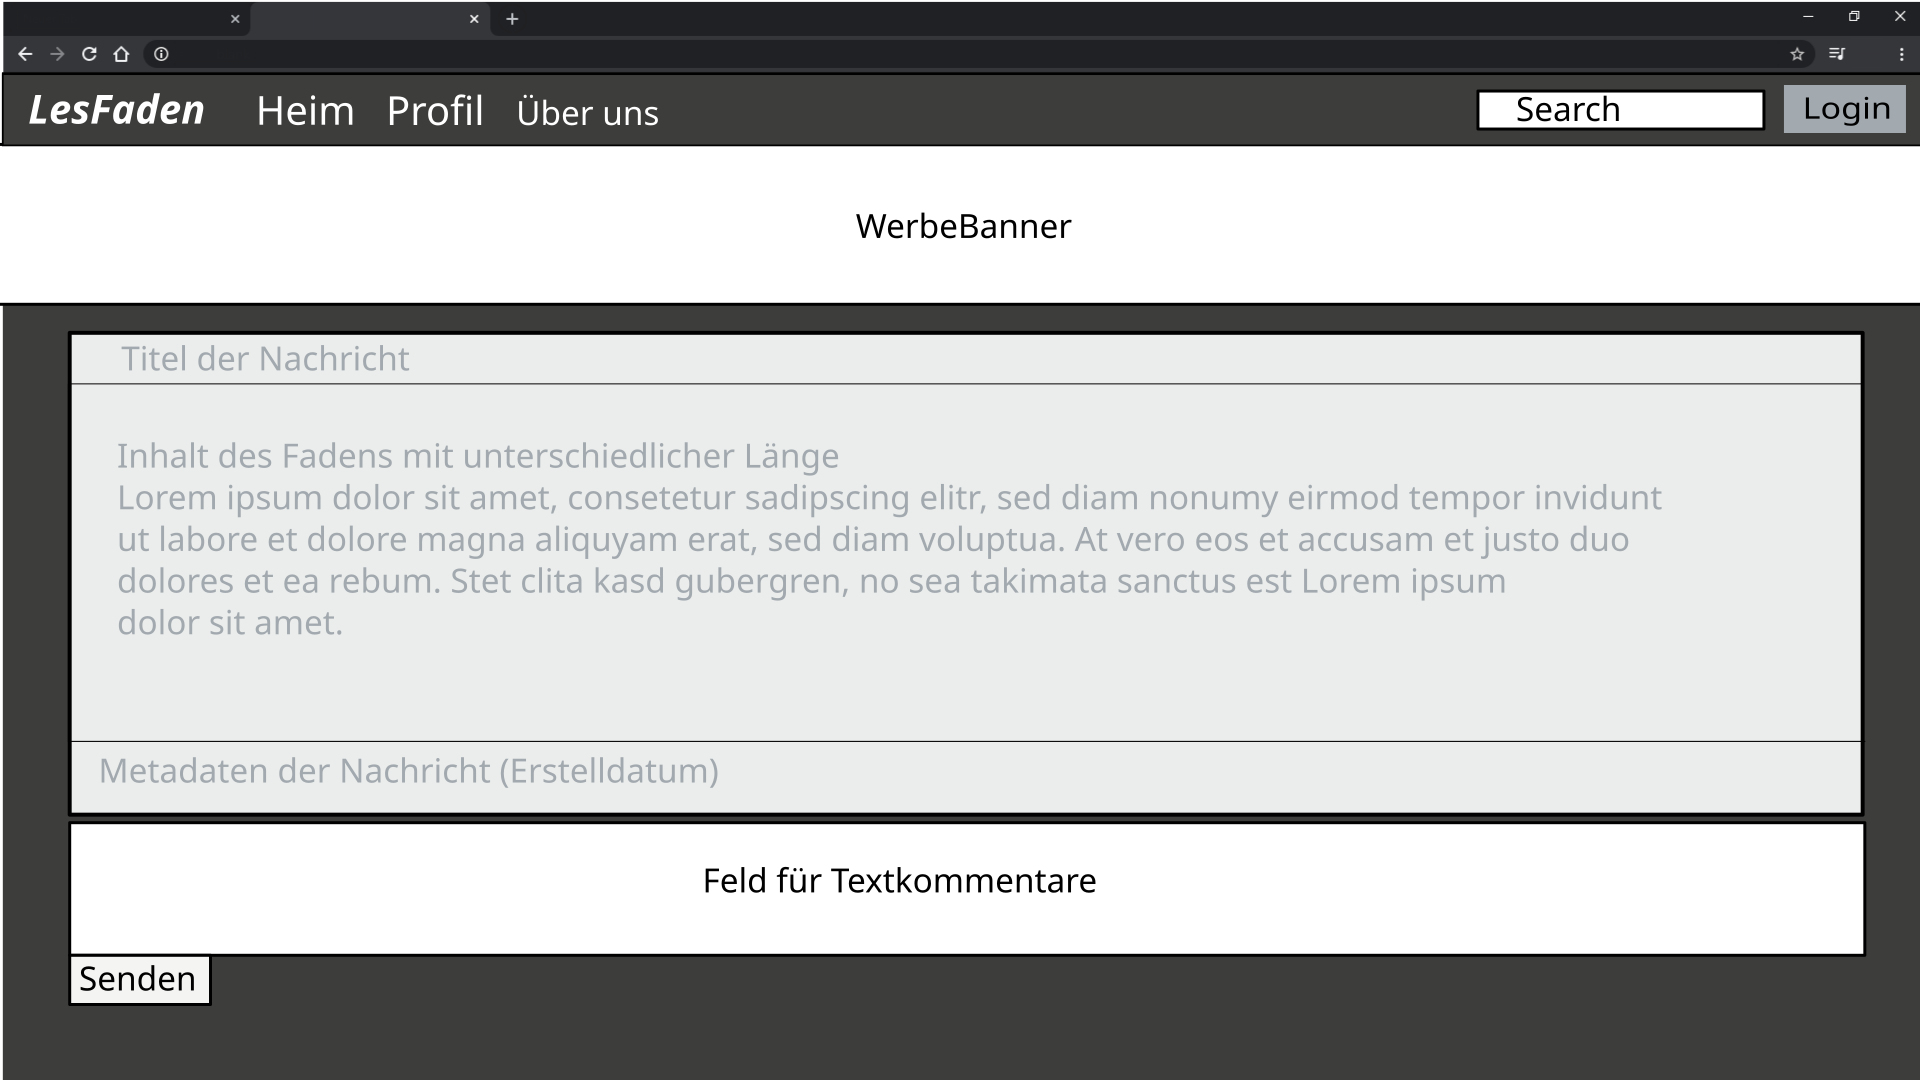 LesFaden Heim Profil Über uns Search Login
WerbeBanner
Titel der Nachricht
Inhalt des Fadens mit unterschiedlicher Länge
Lorem ipsum dolor sit amet, consetetur sadipscing elitr, sed diam nonumy eirmod tempor invidunt
ut labore et dolore magna aliquyam erat, sed diam voluptua. At vero eos et accusam et justo duo
dolores et ea rebum. Stet clita kasd gubergren, no sea takimata sanctus est Lorem ipsum
dolor sit amet.
Metadaten der Nachricht (Erstelldatum)
Feld für Textkommentare
Senden